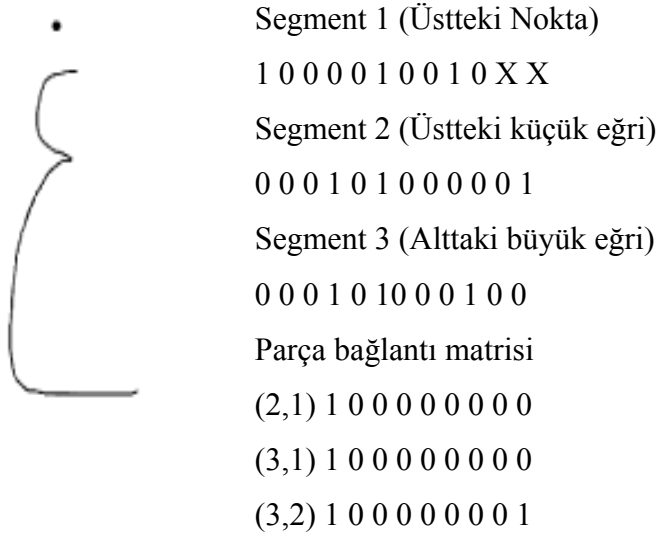 Segment 1 (Üstteki Nokta)
1 0 0 0 0 1 0 0 1 0 X X
Segment 2 (Üstteki küçük eğri)
0 0 0 1 0 1 0 0 0 0 0 1
Segment 3 (Alttaki büyük eğri)
0 0 0 1 0 10 0 0 1 0 0
Parça bağlantı matrisi
(2,1) 1 0 0 0 0 0 0 0 0
(3,1) 1 0 0 0 0 0 0 0 0
(3,2) 1 0 0 0 0 0 0 0 1